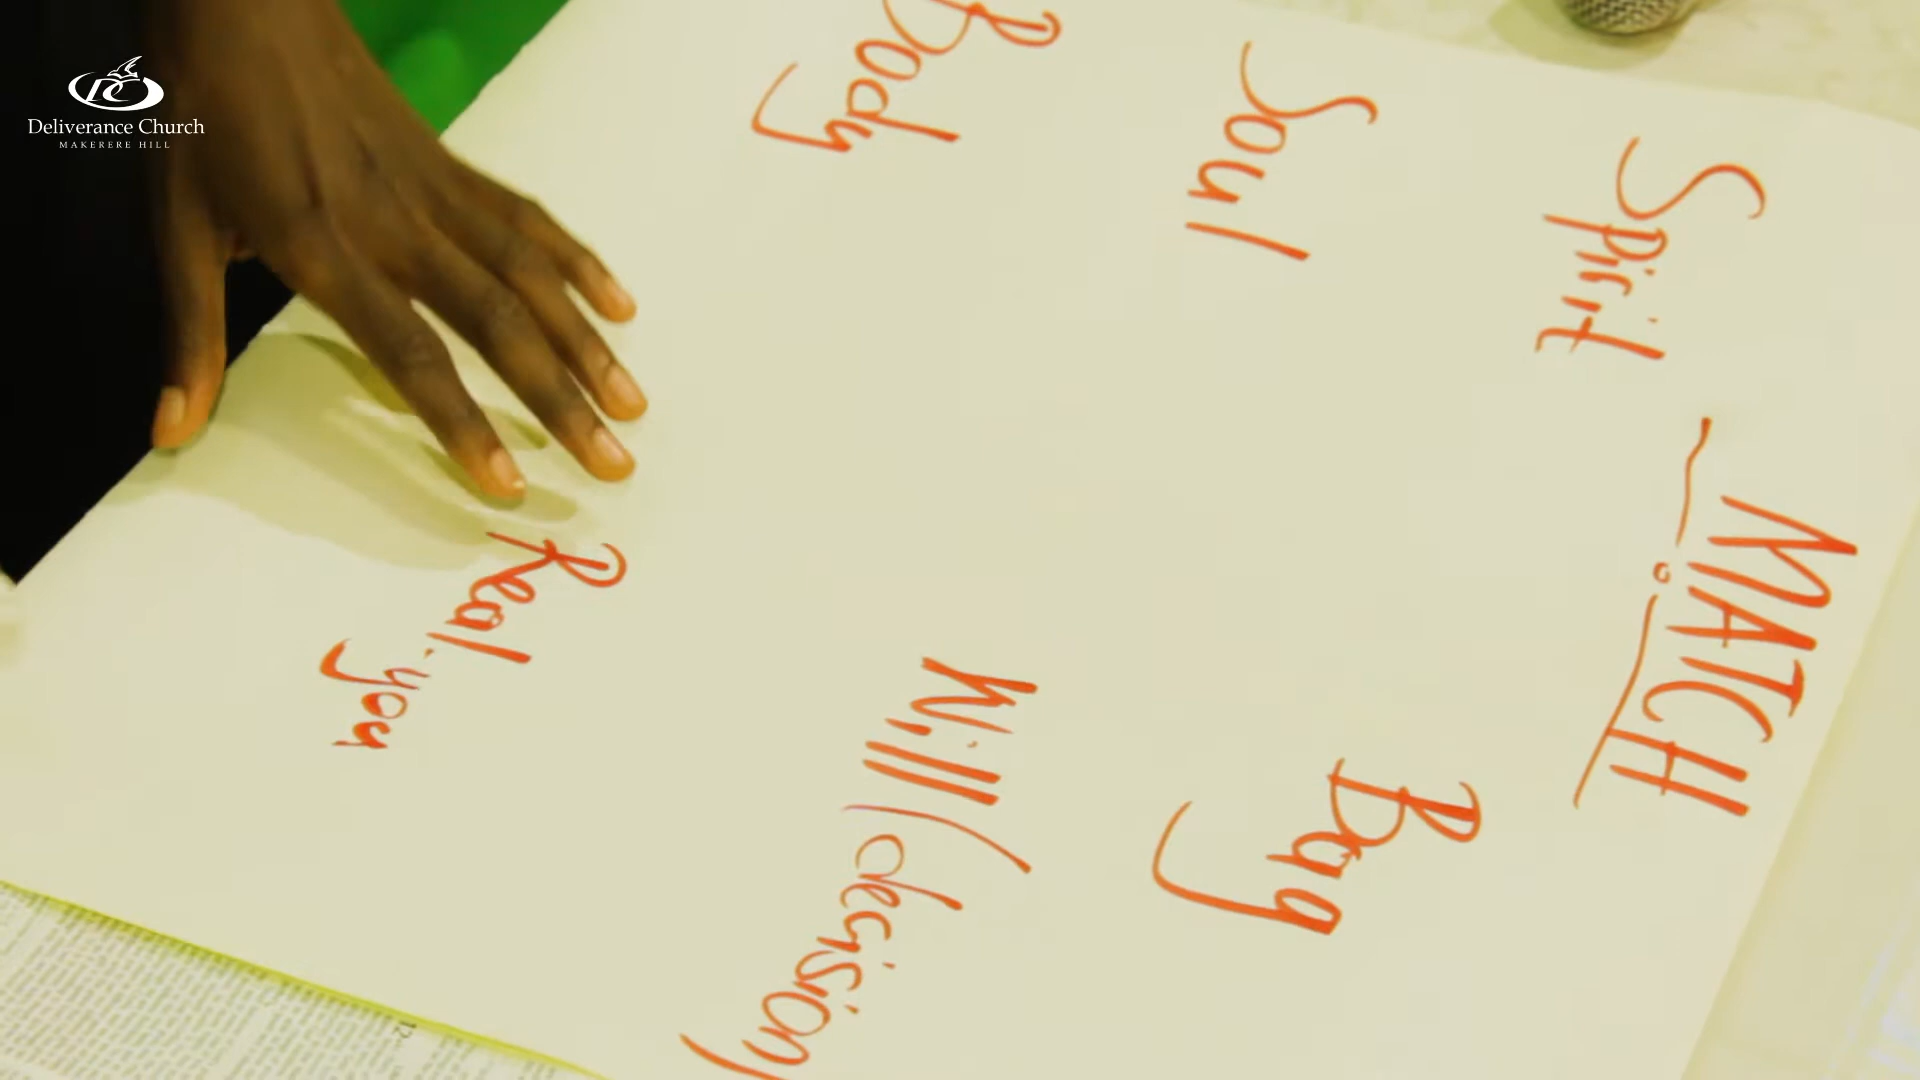 Deliverance Church
MAKERERE HILL
MATCH
Spirit
Bag
Soul
Will (decision)
Body
Real-you